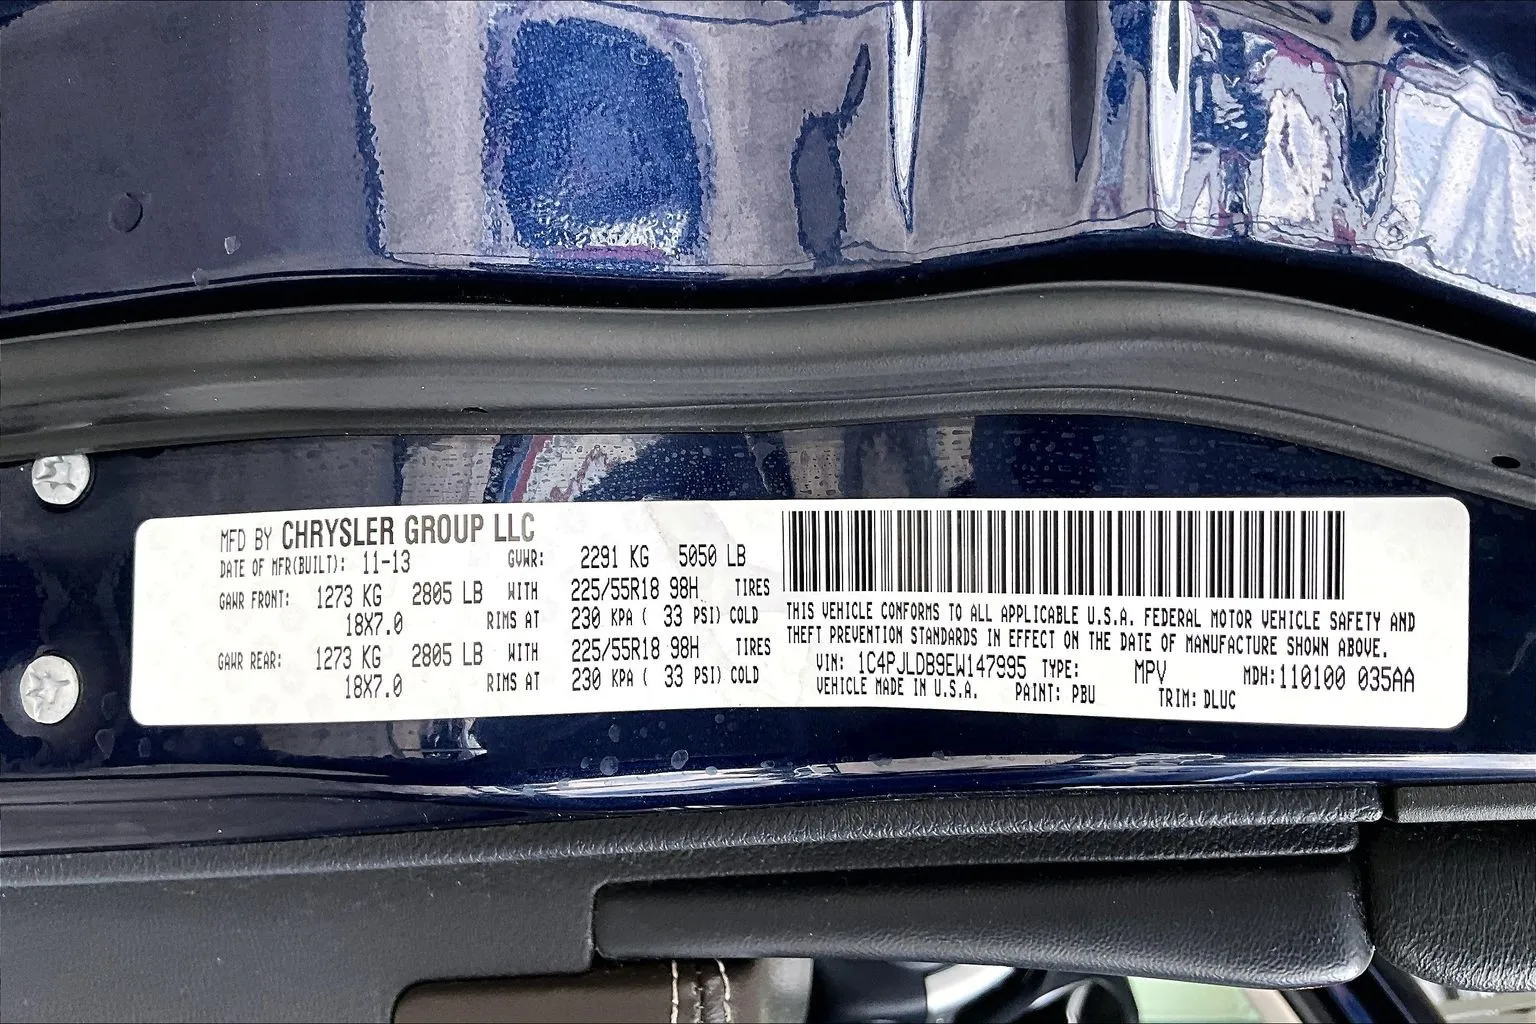 MFD BY CHRYSLER GROUP LLC
DATE OF MFR(BUILT): 11-13 GVWR: 2291 KG 5050 LB
GAWR FRONT: 1273 KG 2805 LB WITH 225/55R18 98H TIRES
18X7.0 RIMS AT 230 KPA ( 33 PSI) COLD
GAWR REAR: 1273 KG 2805 LB WITH 225/55R18 98H TIRES
18X7.0 RIMS AT 230 KPA ( 33 PSI) COLD
THIS VEHICLE CONFORMS TO ALL APPLICABLE U.S.A. FEDERAL MOTOR VEHICLE SAFETY AND
THEFT PREVENTION STANDARDS IN EFFECT ON THE DATE OF MANUFACTURE SHOWN ABOVE.
VIN: 1C4PJLDB9EW147995 TYPE: MPV MDH:110100 035AA
VEHICLE MADE IN U.S.A. PAINT: PBU TRIM: DLUC